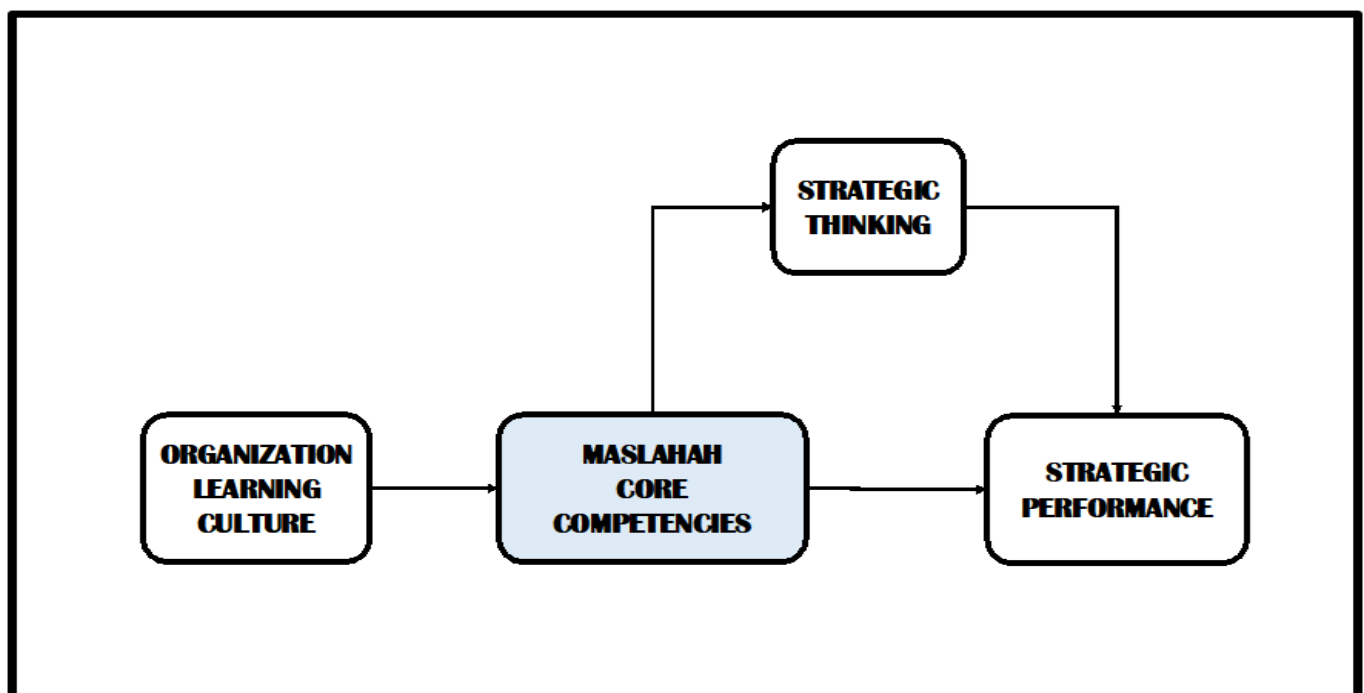 STRATEGIC
THINKING
ORGANIZATION
LEARNING
CULTURE
MASLAHAH
CORE
COMPETENCIES
STRATEGIC
PERFORMANCE